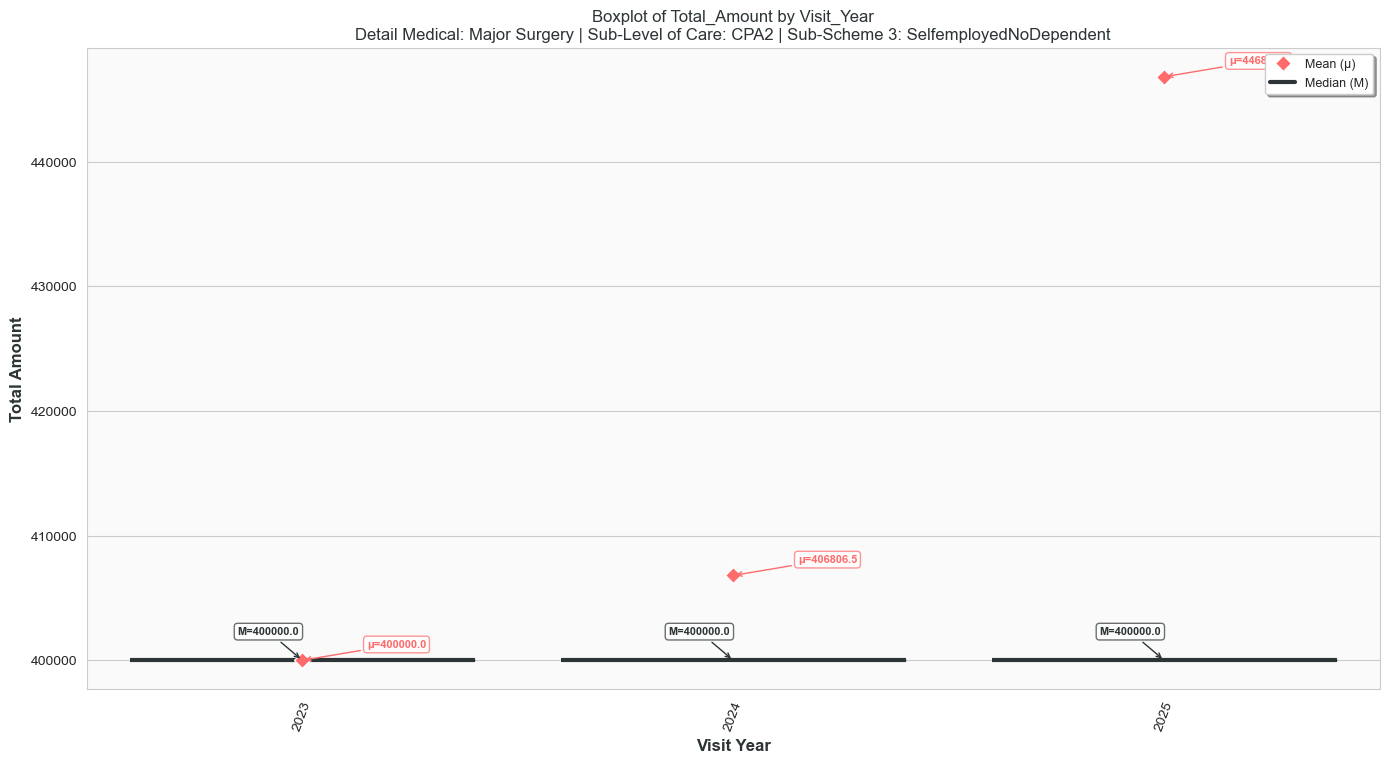 Boxplot of Total_Amount by Visit_Year
Detail Medical: Major Surgery | Sub-Level of Care: CPA2 | Sub-Scheme 3: SelfemployedNoDependent
Mean (μ)
Median (M)
Total Amount
440000
430000
420000
410000
400000
μ=4468
μ=406806.5
M=400000.0
μ=400000.0
M=400000.0
M=400000.0
2023
2024
2025
Visit Year